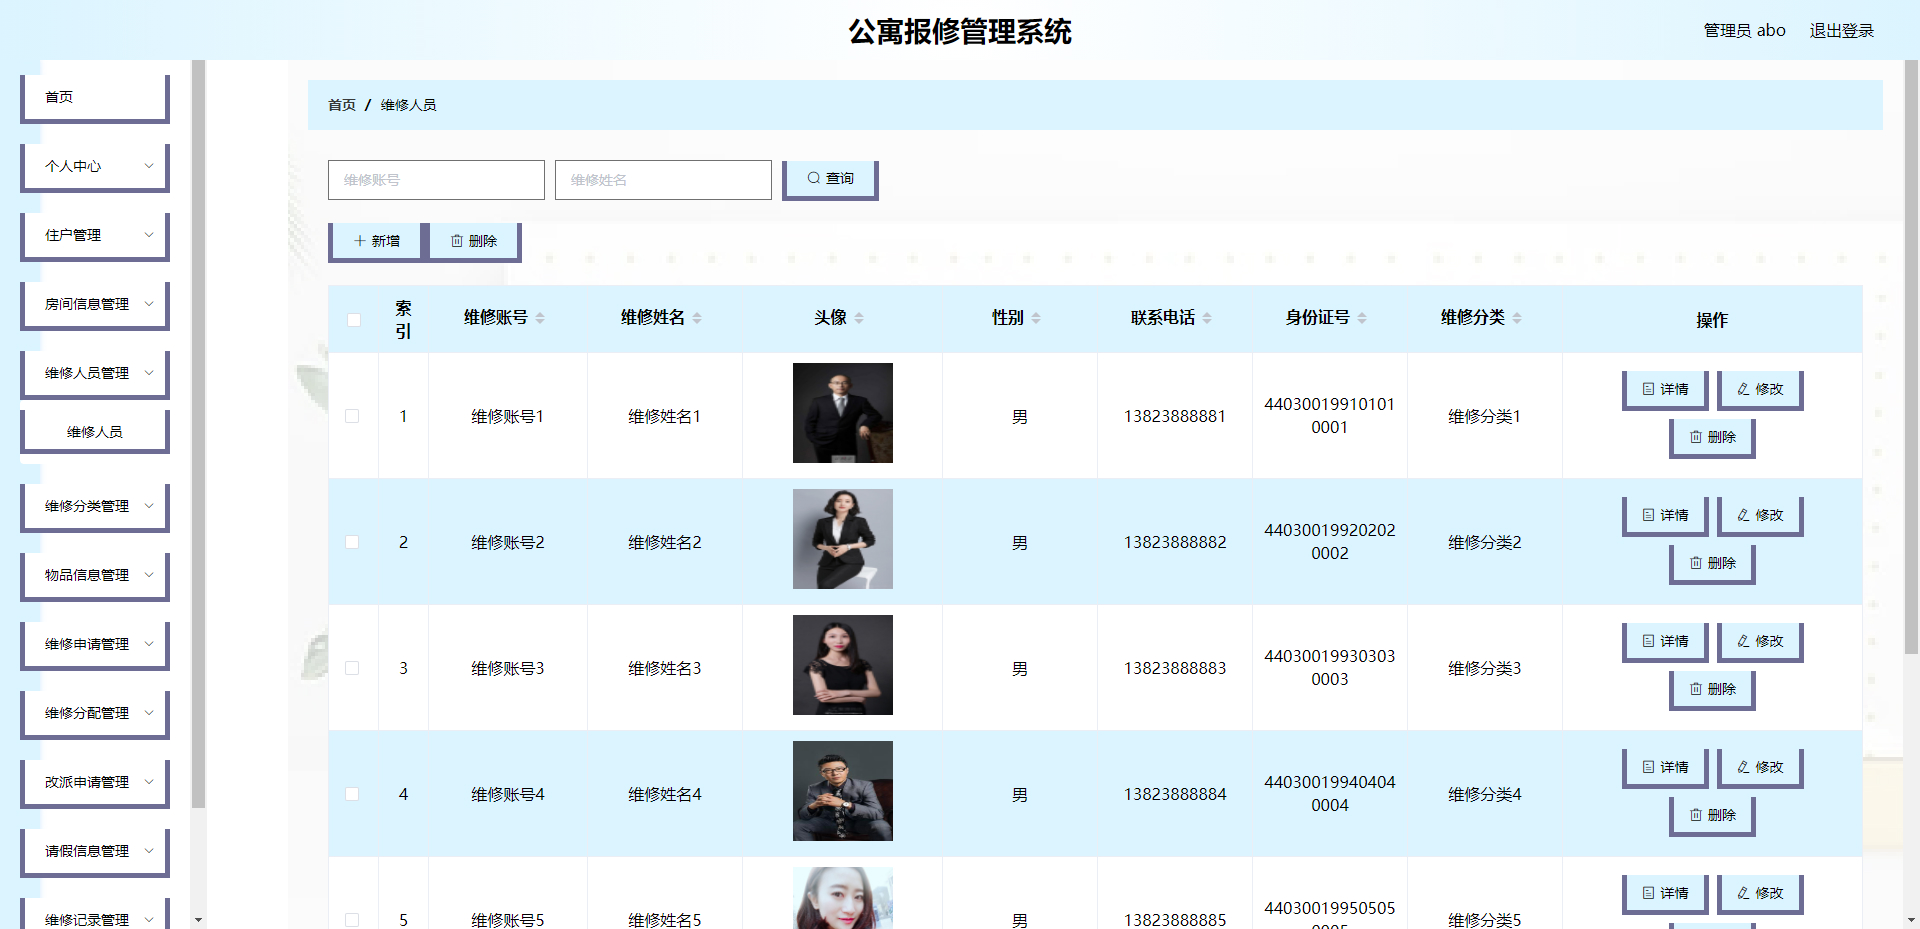 公寓报修管理系统
管理员 abo
退出登录
首页
个人中心
住户管理
房间信息管理
维修人员管理
维修人员
维修分类管理
物品信息管理
维修申请管理
维修分配管理
改派申请管理
请假信息管理
维修记录管理
首页 / 维修人员
维修账号
维修姓名
查询
新增
删除
索引
维修账号
维修姓名
头像
性别
联系电话
身份证号
维修分类
操作
1
维修账号1
维修姓名1
男
13823888881
44030019910101
0001
维修分类1
详情
修改
删除
2
维修账号2
维修姓名2
男
13823888882
44030019920202
0002
维修分类2
详情
修改
删除
3
维修账号3
维修姓名3
男
13823888883
44030019930303
0003
维修分类3
详情
修改
删除
4
维修账号4
维修姓名4
男
13823888884
44030019940404
0004
维修分类4
详情
修改
删除
5
维修账号5
维修姓名5
男
13823888885
44030019950505
维修分类5
详情
修改